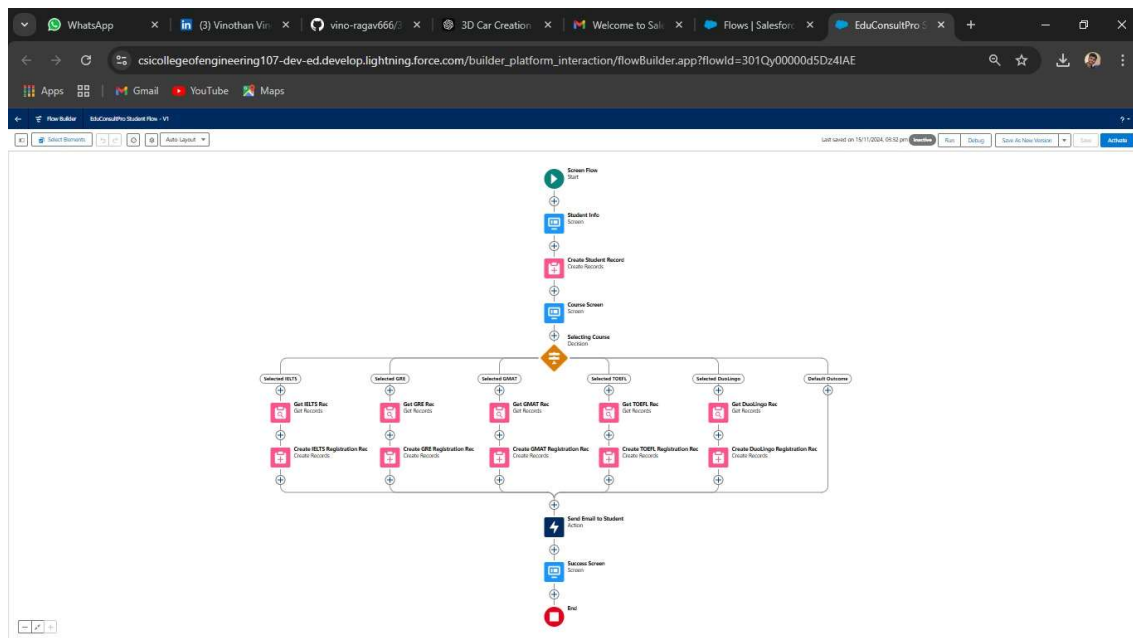 WhatsApp
(3) Vinothan Vin
vino-ragav666/
3D Car Creation
Welcome to Sale
Flows | Salesforc
EduConsultPro S
csicollegeofengineering107-dev-ed.develop.lightning.force.com/builder_platform_interaction/flowBuilder.app?flowId=301Qy00000d5Dz4IAE
Apps
Gmail
YouTube
Maps
Flow Builder
EduConsultPro Student Flow - V1
?
Select Elements
Auto-Layout
Last saved on 15/11/2024, 03:32 pm
Inactive
Run
Debug
Save As New Version
Save
Activate
Screen Flow
Start
Student Info
Screen
Create Student Record
Create Records
Course Screen
Screen
Selecting Course
Decision
Selected IELTS
Selected GRE
Selected GMAT
Selected TOEFL
Selected DuoLingo
Default Outcome
Get IELTS Rec
Get Records
Get GRE Rec
Get Records
Get GMAT Rec
Get Records
Get TOEFL Rec
Get Records
Get DuoLingo Rec
Get Records
Create IELTS Registration Rec
Create Records
Create GRE Registration Rec
Create Records
Create GMAT Registration Rec
Create Records
Create TOEFL Registration Rec
Create Records
Create DuoLingo Registration Rec
Create Records
Send Email to Student
Action
Success Screen
Screen
End